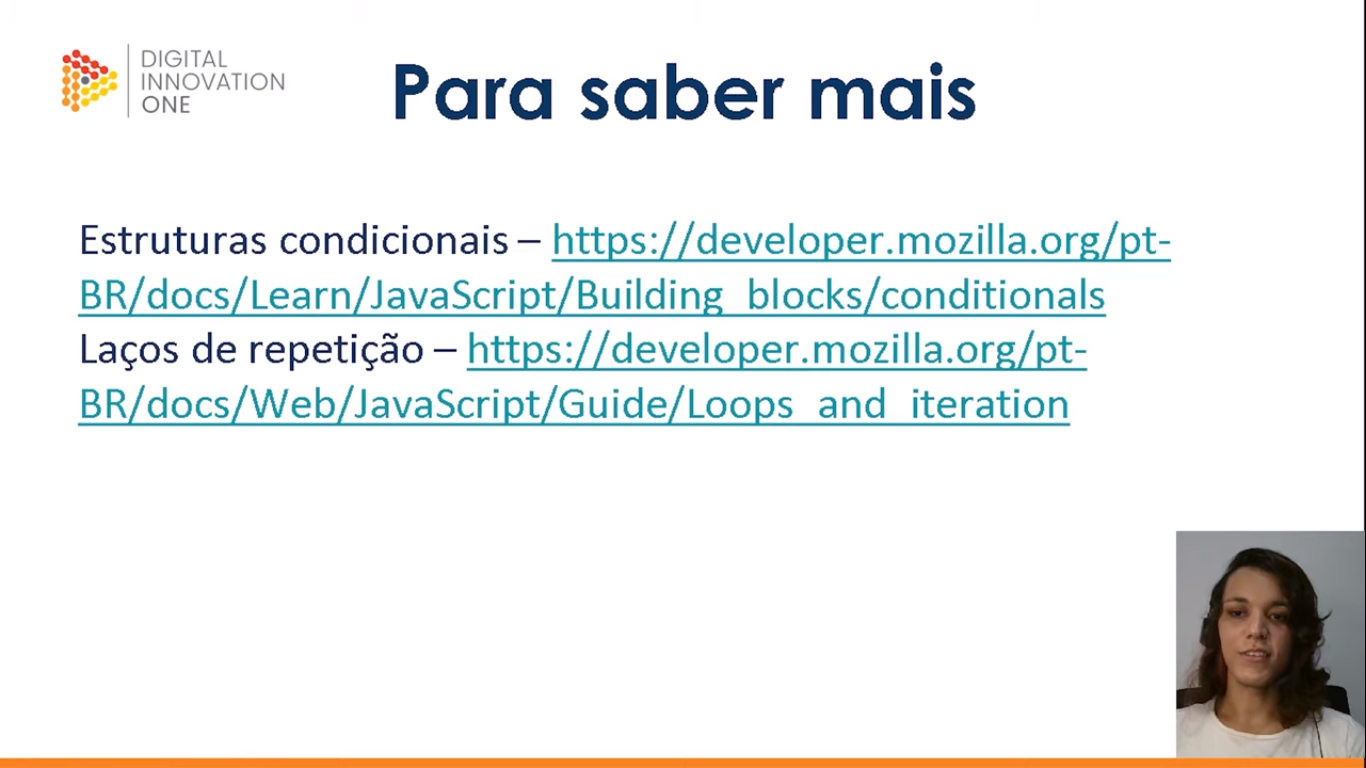 DIGITAL
INNOVATION
ONE
Para saber mais
Estruturas condicionais – https://developer.mozilla.org/pt-
BR/docs/Learn/JavaScript/Building_blocks/conditionals
Laços de repetição – https://developer.mozilla.org/pt-
BR/docs/Web/JavaScript/Guide/Loops_and_iteration